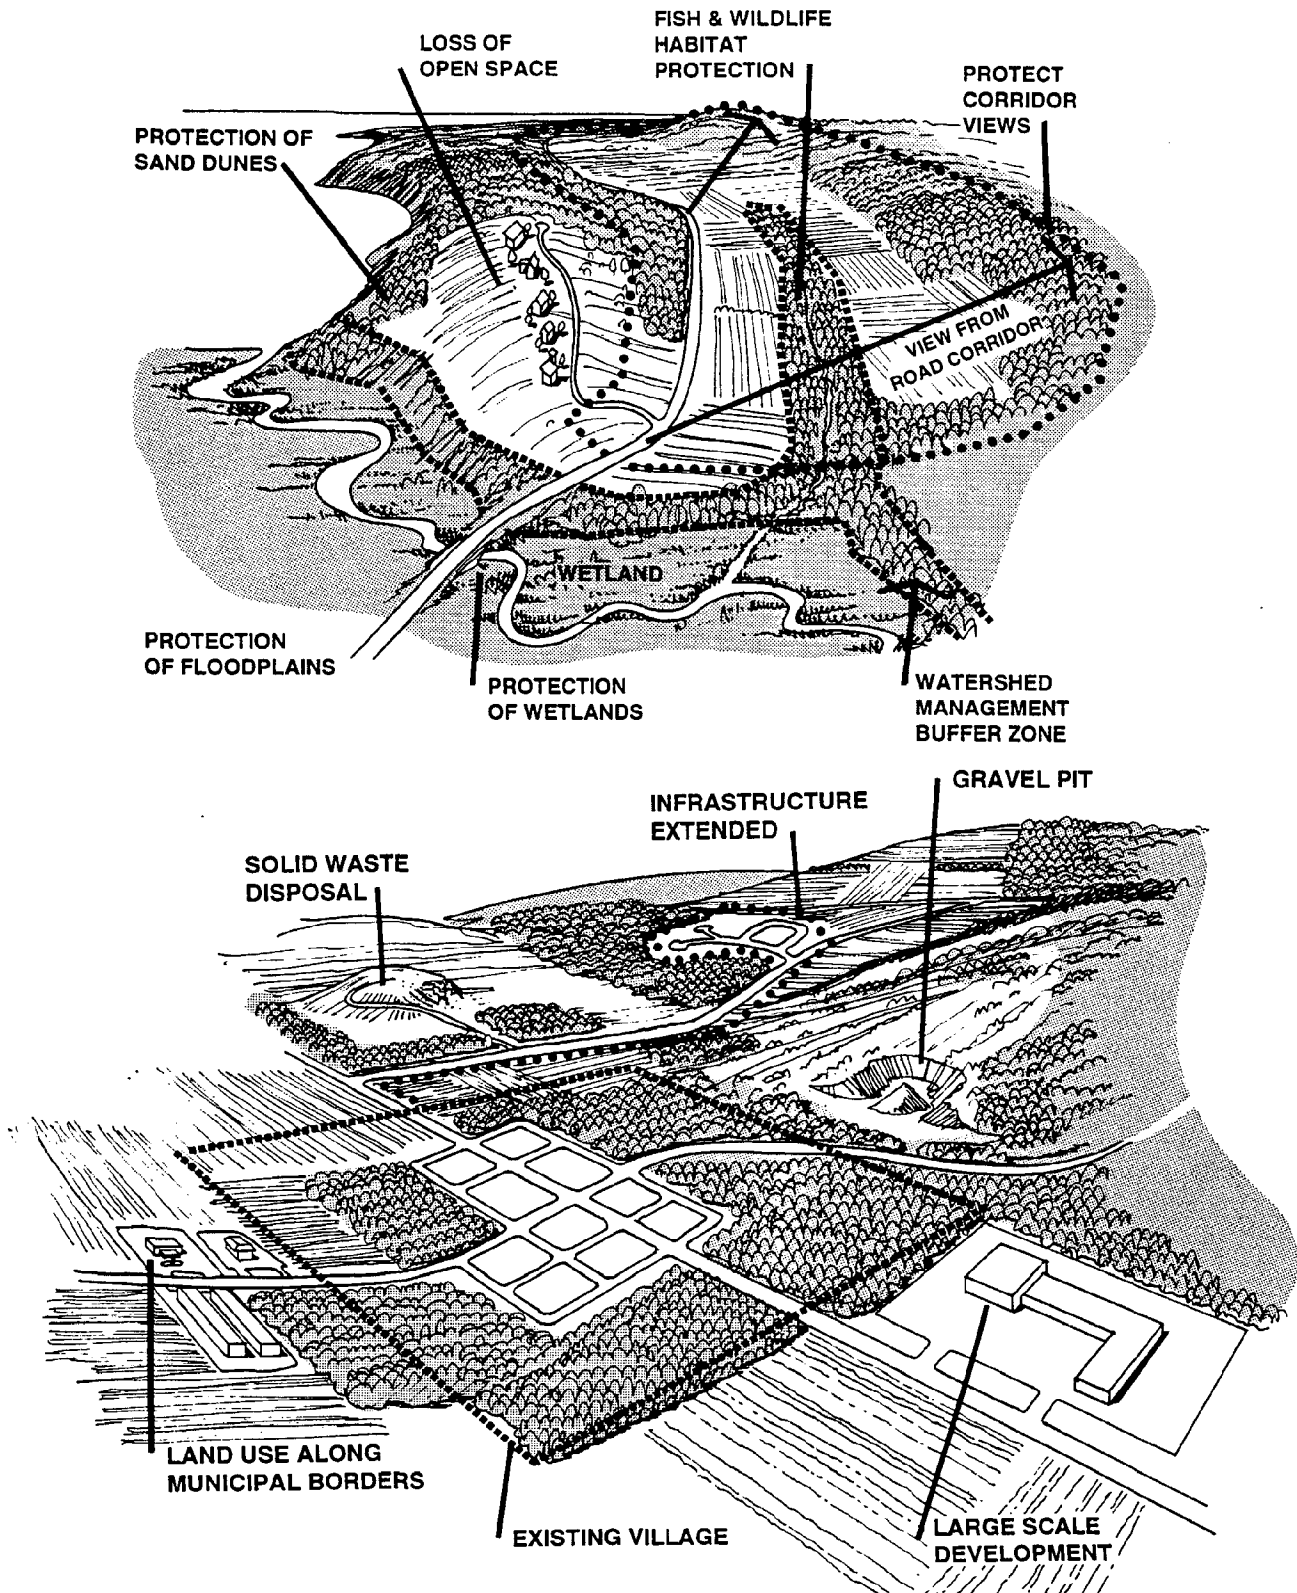 FISH & WILDLIFE
HABITAT
PROTECTION
LOSS OF
OPEN SPACE
PROTECT
CORRIDOR
VIEWS
PROTECTION OF
SAND DUNES
VIEW FROM
ROAD CORRIDOR
WETLAND
PROTECTION
OF FLOODPLAINS
PROTECTION
OF WETLANDS
WATERSHED
MANAGEMENT
BUFFER ZONE
GRAVEL PIT
INFRASTRUCTURE
EXTENDED
SOLID WASTE
DISPOSAL
LAND USE ALONG
MUNICIPAL BORDERS
EXISTING VILLAGE
LARGE SCALE
DEVELOPMENT